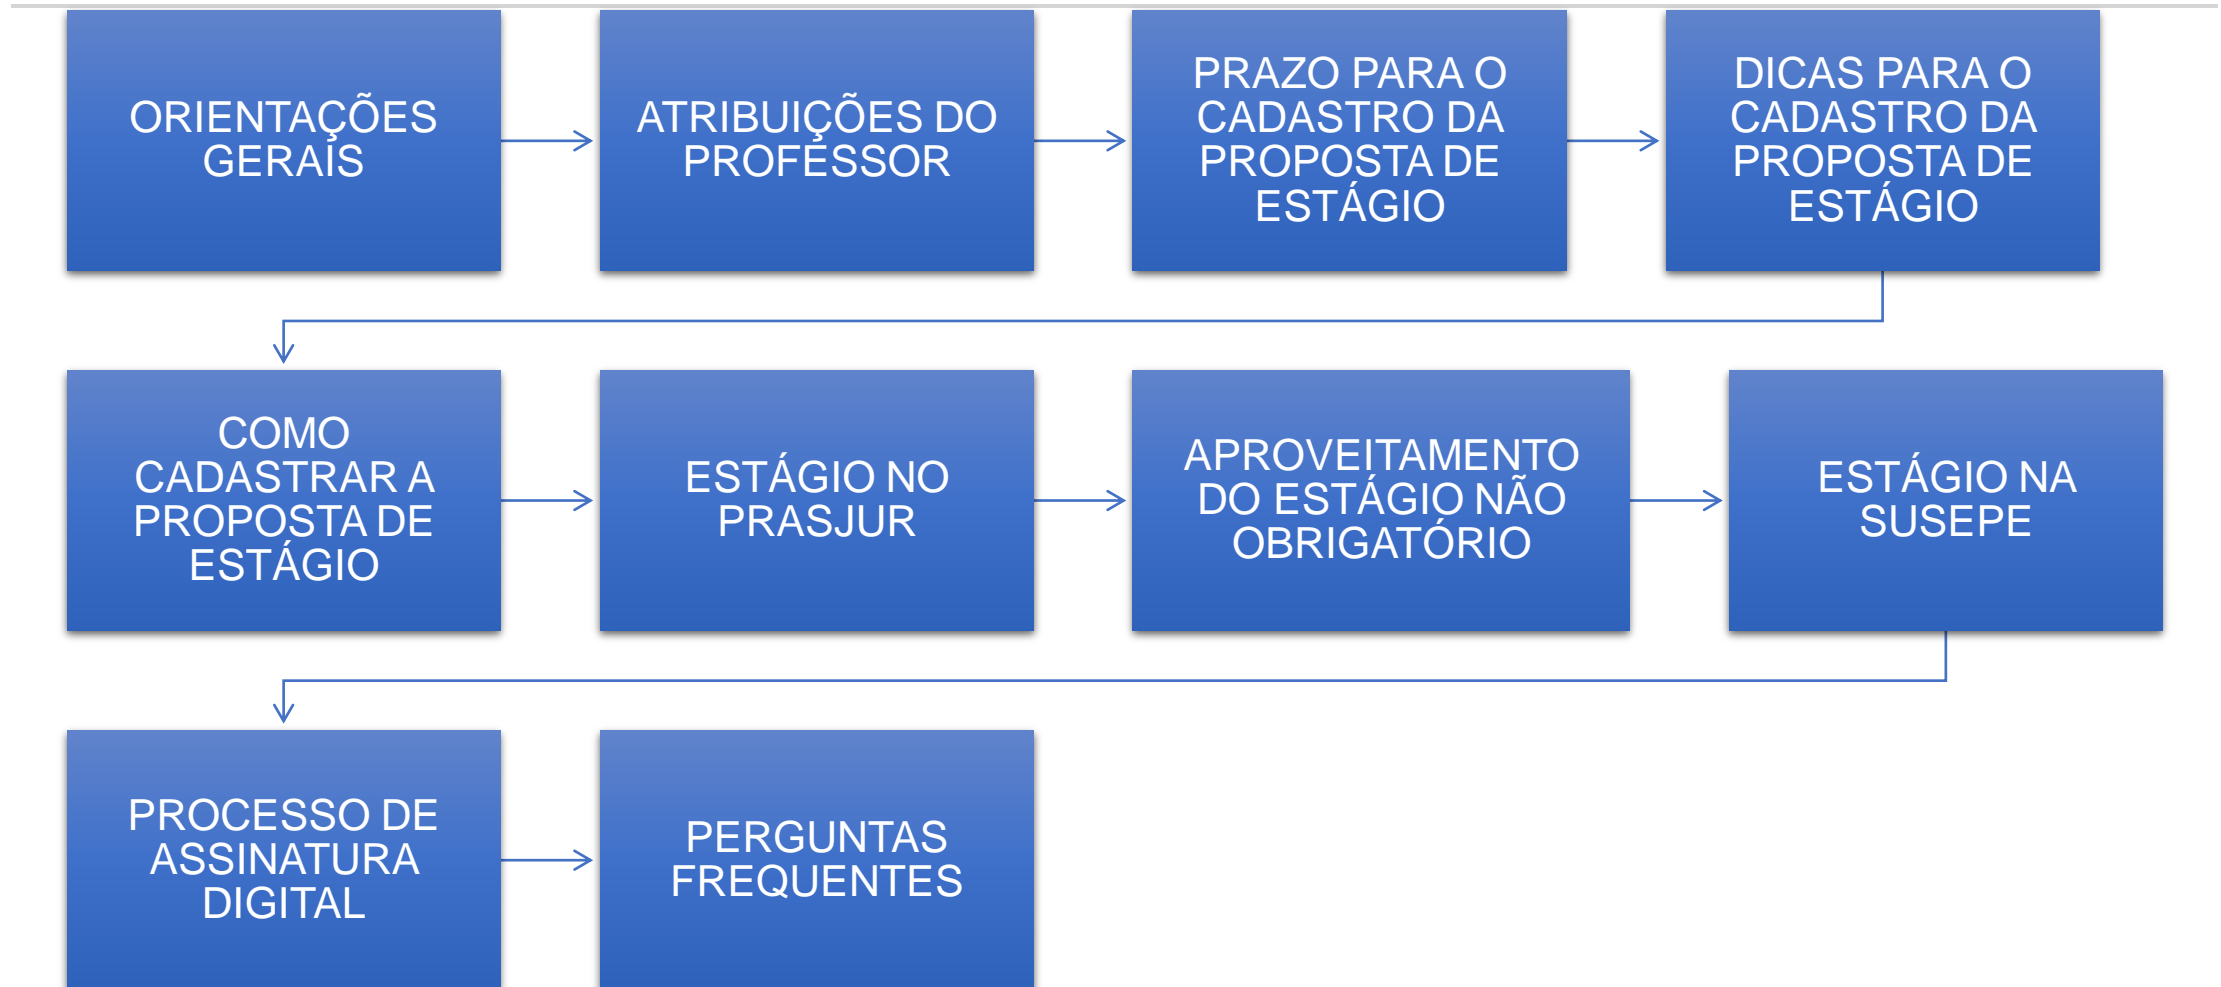 ORIENTAÇÕES
GERAIS
ATRIBUIÇÕES DO
PROFESSOR
PRAZO PARA O
CADASTRO DA
PROPOSTA DE
ESTÁGIO
DICAS PARA O
CADASTRO DA
PROPOSTA DE
ESTÁGIO
COMO
CADASTRAR A
PROPOSTA DE
ESTÁGIO
ESTÁGIO NO
PRASJUR
APROVEITAMENTO
DO ESTÁGIO NÃO
OBRIGATÓRIO
ESTÁGIO NA
SUSEPE
PROCESSO DE
ASSINATURA
DIGITAL
PERGUNTAS
FREQUENTES